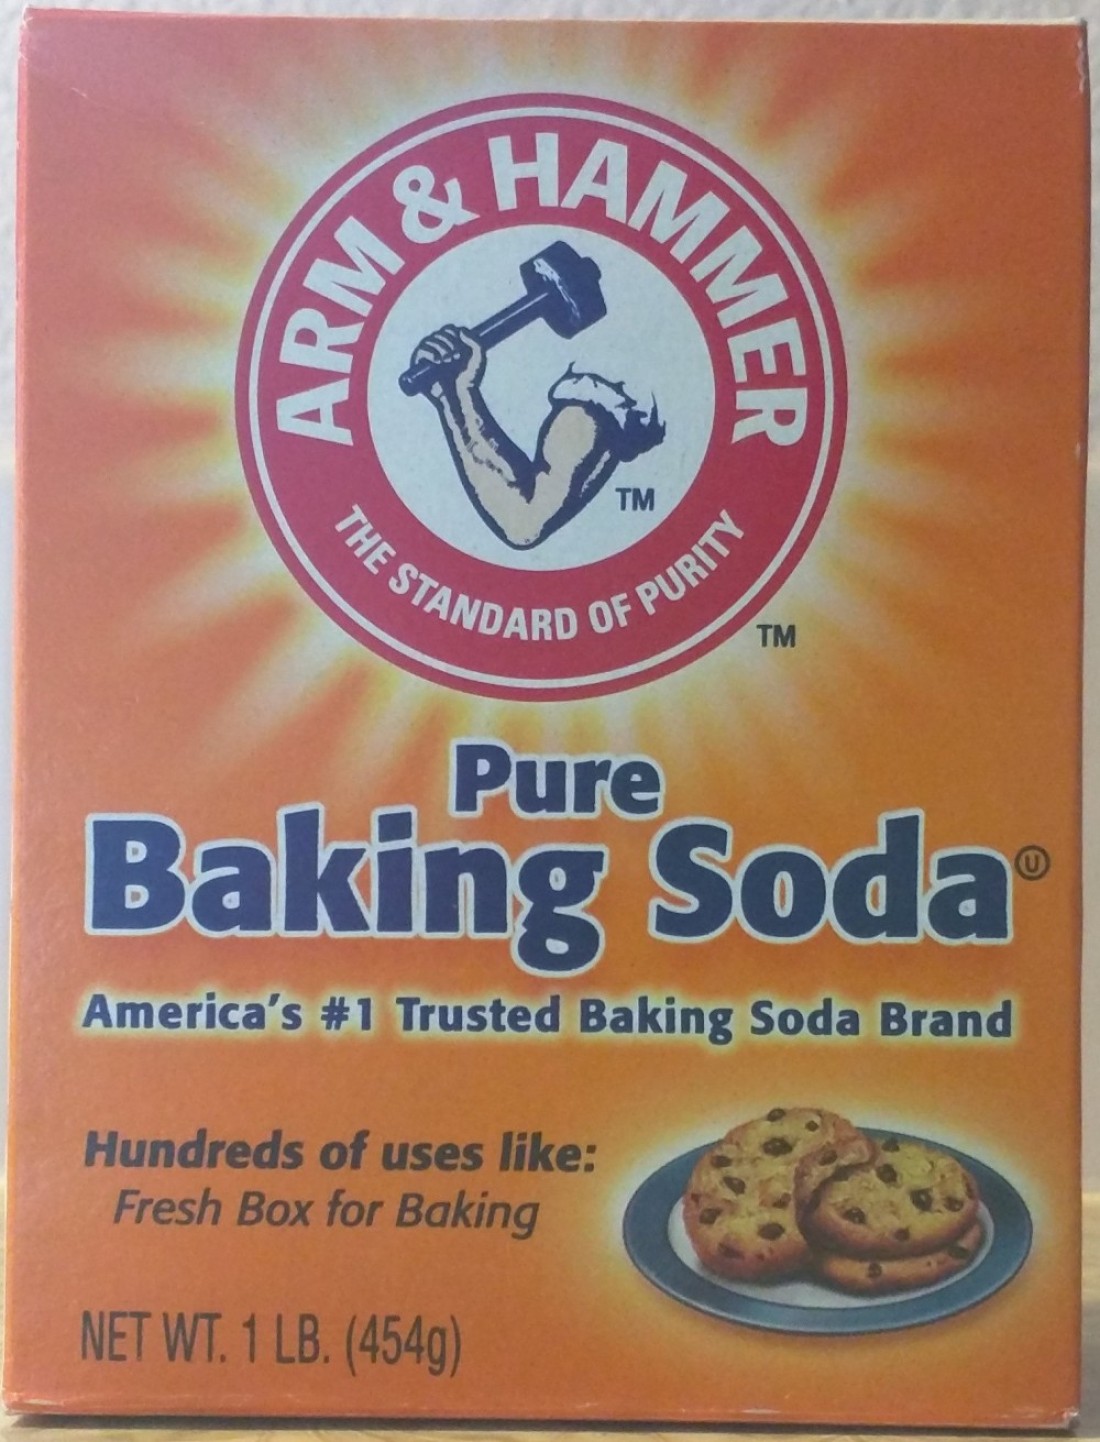 ARM & HAMMER
TM
THE STANDARD OF PURITY
TM
Pure
Baking Soda Ⓤ
America's #1 Trusted Baking Soda Brand
Hundreds of uses like:
Fresh Box for Baking
NET WT. 1 LB. (454g)